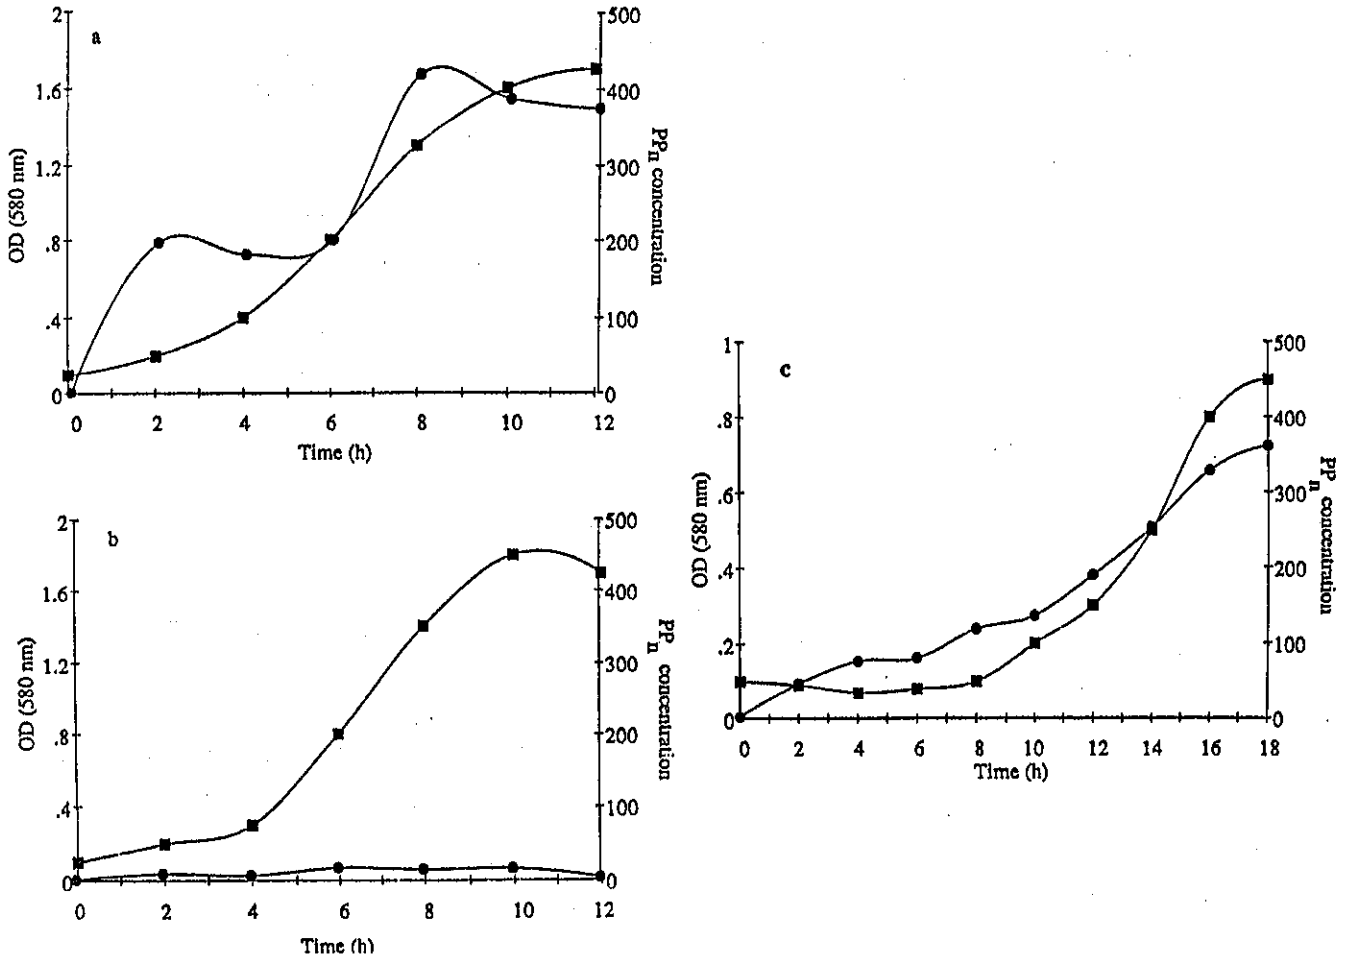 a
2
1.6
1.2
.8
.4
0
OD (580 nm)
500
400
300
200
100
0
PPn concentration
0 2 4 6 8 10 12
Time (h)
b
2
1.6
1.2
.8
.4
0
OD (580 nm)
500
400
300
200
100
0
PPn concentration
0 2 4 6 8 10 12
Time (h)
c
1
.8
.6
.4
.2
0
OD (580 nm)
500
400
300
200
100
0
PPn concentration
0 2 4 6 8 10 12 14 16 18
Time (h)